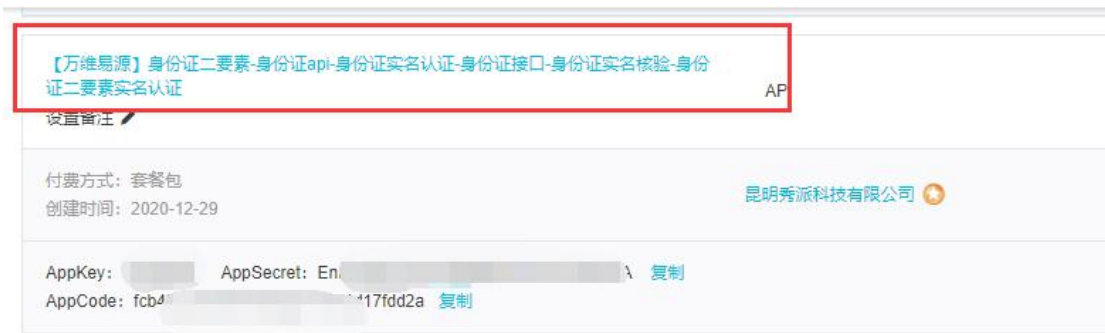 【万维易源】身份证二要素-身份证api-身份证实名认证-身份证接口-身份证实名核验-身份
证二要素实名认证
AP
设置备注
付费方式：套餐包
昆明秀派科技有限公司
创建时间：2020-12-29
AppKey： AppSecret：En 复制
AppCode：fcb4 17fdd2a 复制